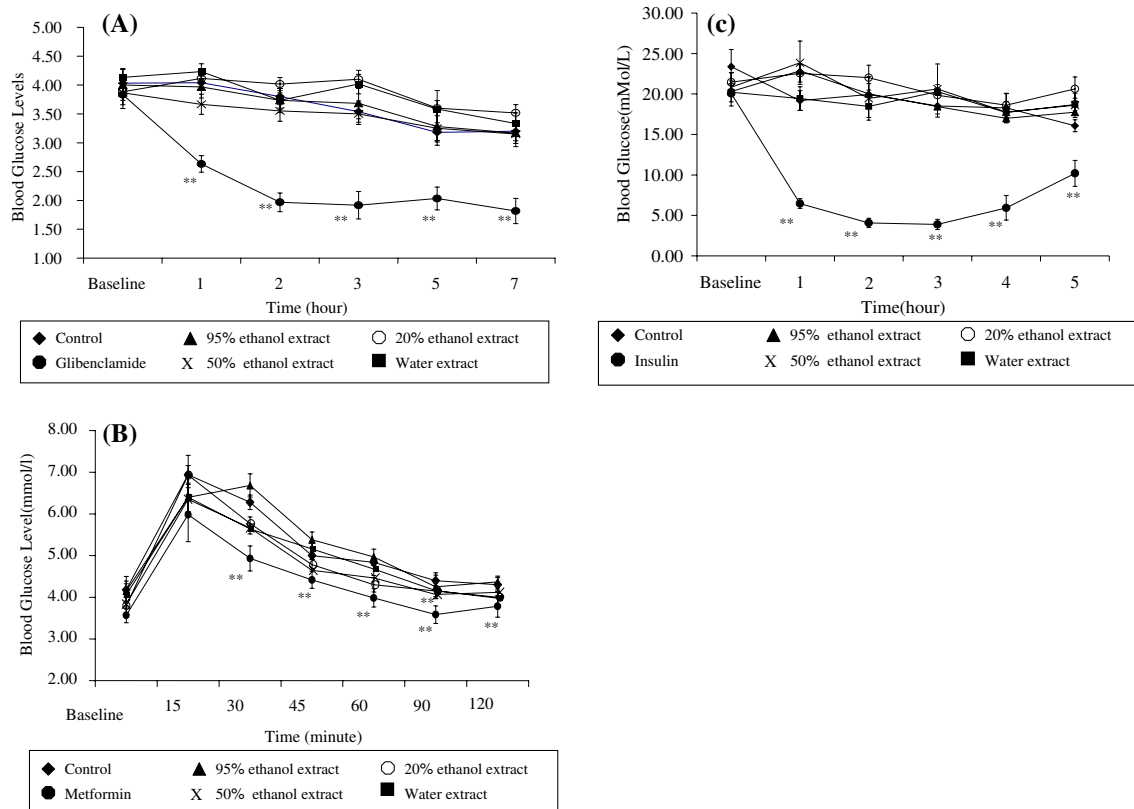 (A)
5.00
4.50
4.00
3.50
3.00
2.50
2.00
1.50
1.00
Blood Glucose Levels
**
**
**
**
**
Baseline 1 2 3 5 7
Time (hour)
Control 95% ethanol extract 20% ethanol extract
Glibenclamide X 50% ethanol extract Water extract
(c)
30.00
25.00
20.00
15.00
10.00
5.00
0.00
Blood Glucose(mMol/L)
**
**
**
**
**
Baseline 1 2 3 4 5
Time(hour)
Control 95% ethanol extract 20% ethanol extract
Insulin X 50% ethanol extract Water extract
(B)
8.00
7.00
6.00
5.00
4.00
3.00
2.00
Blood Glucose Level(mmol/l)
**
**
**
**
**
**
Baseline 15 30 45 60 90 120
Time (minute)
Control 95% ethanol extract 20% ethanol extract
Metformin X 50% ethanol extract Water extract